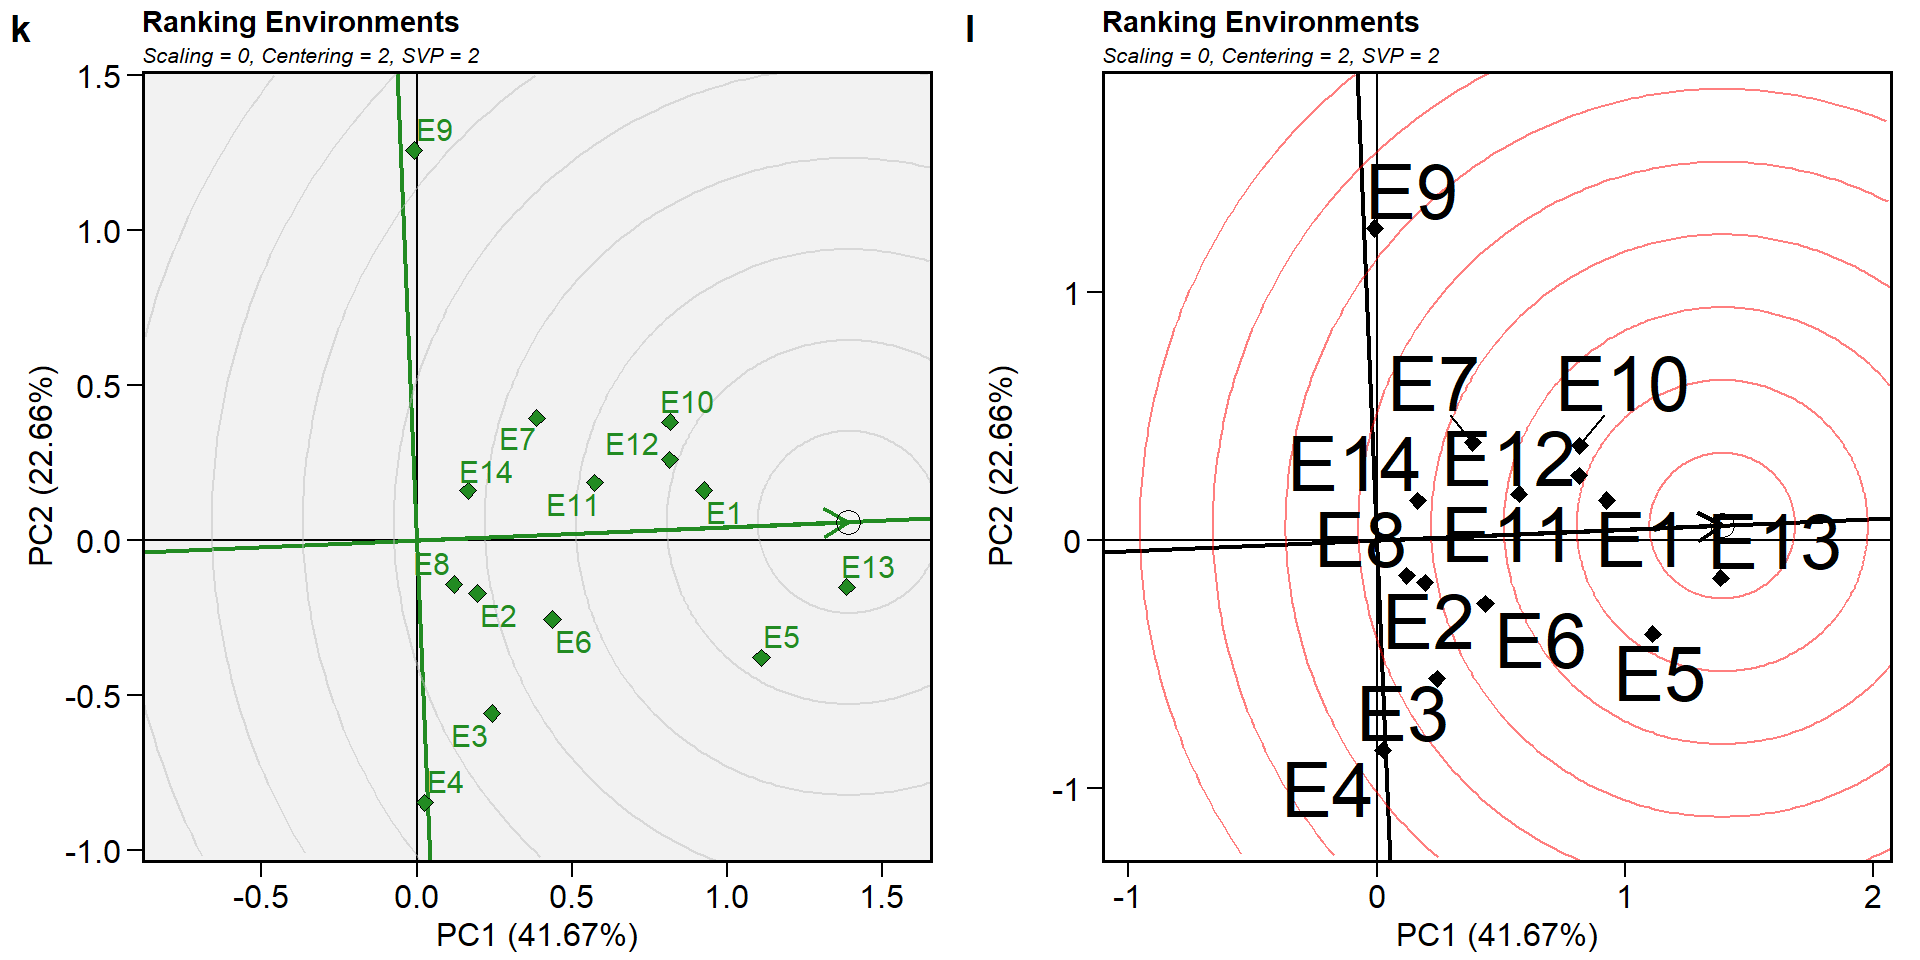 k
Ranking Environments
Scaling = 0, Centering = 2, SVP = 2
1.5
1.0
0.5
0.0
-0.5
-1.0
PC2 (22.66%)
E9
E10
E7
E12
E14
E11
E1
E8
E13
E2
E6
E5
E3
E4
-0.5
0.0
0.5
1.0
1.5
PC1 (41.67%)
l
Ranking Environments
Scaling = 0, Centering = 2, SVP = 2
1
0
-1
PC2 (22.66%)
E9
E7
E10
E14
E12
E8
E11
E1
E13
E2
E6
E5
E3
E4
-1
0
1
2
PC1 (41.67%)